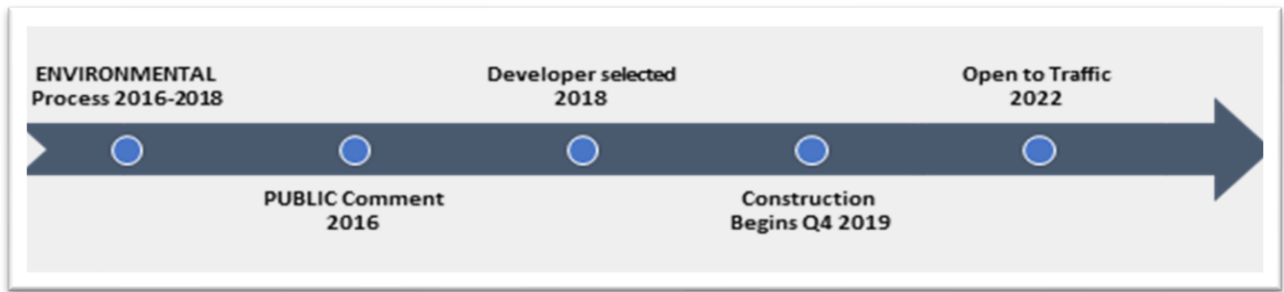 ENVIRONMENTAL
Process 2016-2018
PUBLIC Comment
2016
Developer selected
2018
Construction
Begins Q4 2019
Open to Traffic
2022